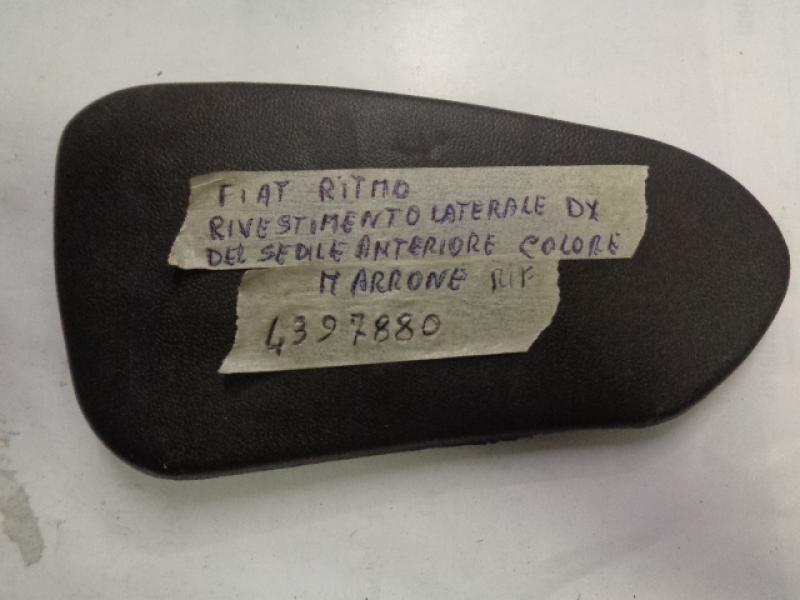 FIAT RITMO
RIVESTIMENTO LATERALE DX
DEL SEDILE ANTERIORE COLORE
MARRONE RIF
4397880